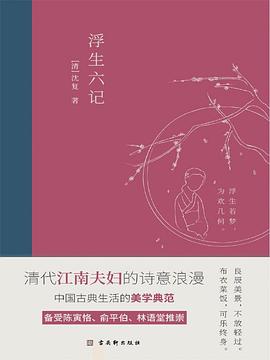 浮生六记
[清]沈复 著
浮生若梦，
为欢几何。
良辰美景，不放轻过。
布衣菜饭，可乐终身。
清代江南夫妇的诗意浪漫
中国古典生活的美学典范
备受陈寅恪、俞平伯、林语堂推崇
古吴轩出版社